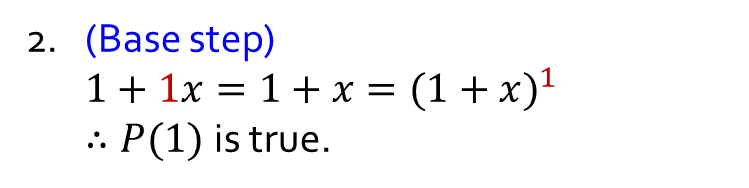 2. (Base step)
1 + 1𝑥 = 1 + 𝑥 = (1 + 𝑥)¹
∴ 𝑃(1) is true.